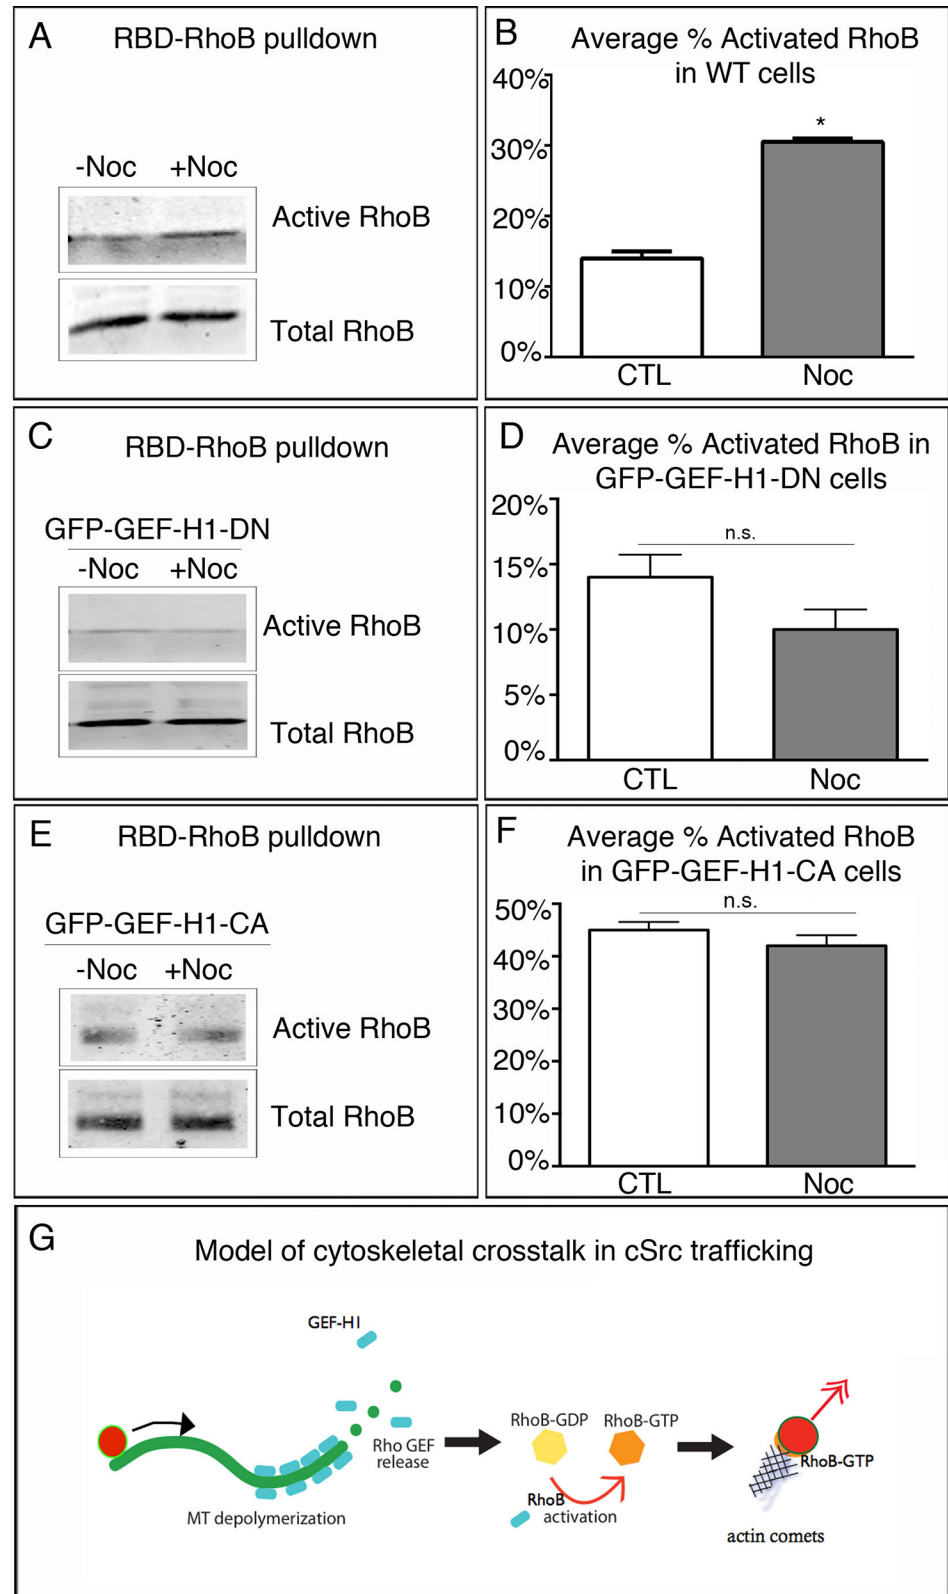 A
RBD-RhoB pulldown
-Noc +Noc
Active RhoB
Total RhoB
B
Average % Activated RhoB
in WT cells
40%
*
30%
20%
10%
0%
CTL Noc
C
RBD-RhoB pulldown
GFP-GEF-H1-DN
-Noc +Noc
Active RhoB
Total RhoB
D
Average % Activated RhoB in
GFP-GEF-H1-DN cells
20%
n.s.
15%
10%
5%
0%
CTL Noc
E
RBD-RhoB pulldown
GFP-GEF-H1-CA
-Noc +Noc
Active RhoB
Total RhoB
F
Average % Activated RhoB
in GFP-GEF-H1-CA cells
n.s.
50%
40%
30%
20%
10%
0%
CTL Noc
G
Model of cytoskeletal crosstalk in cSrc trafficking
GEF-H1
Rho GEF
release
MT depolymerization
RhoB-GDP RhoB-GTP
RhoB
activation
RhoB-GTP
actin comets